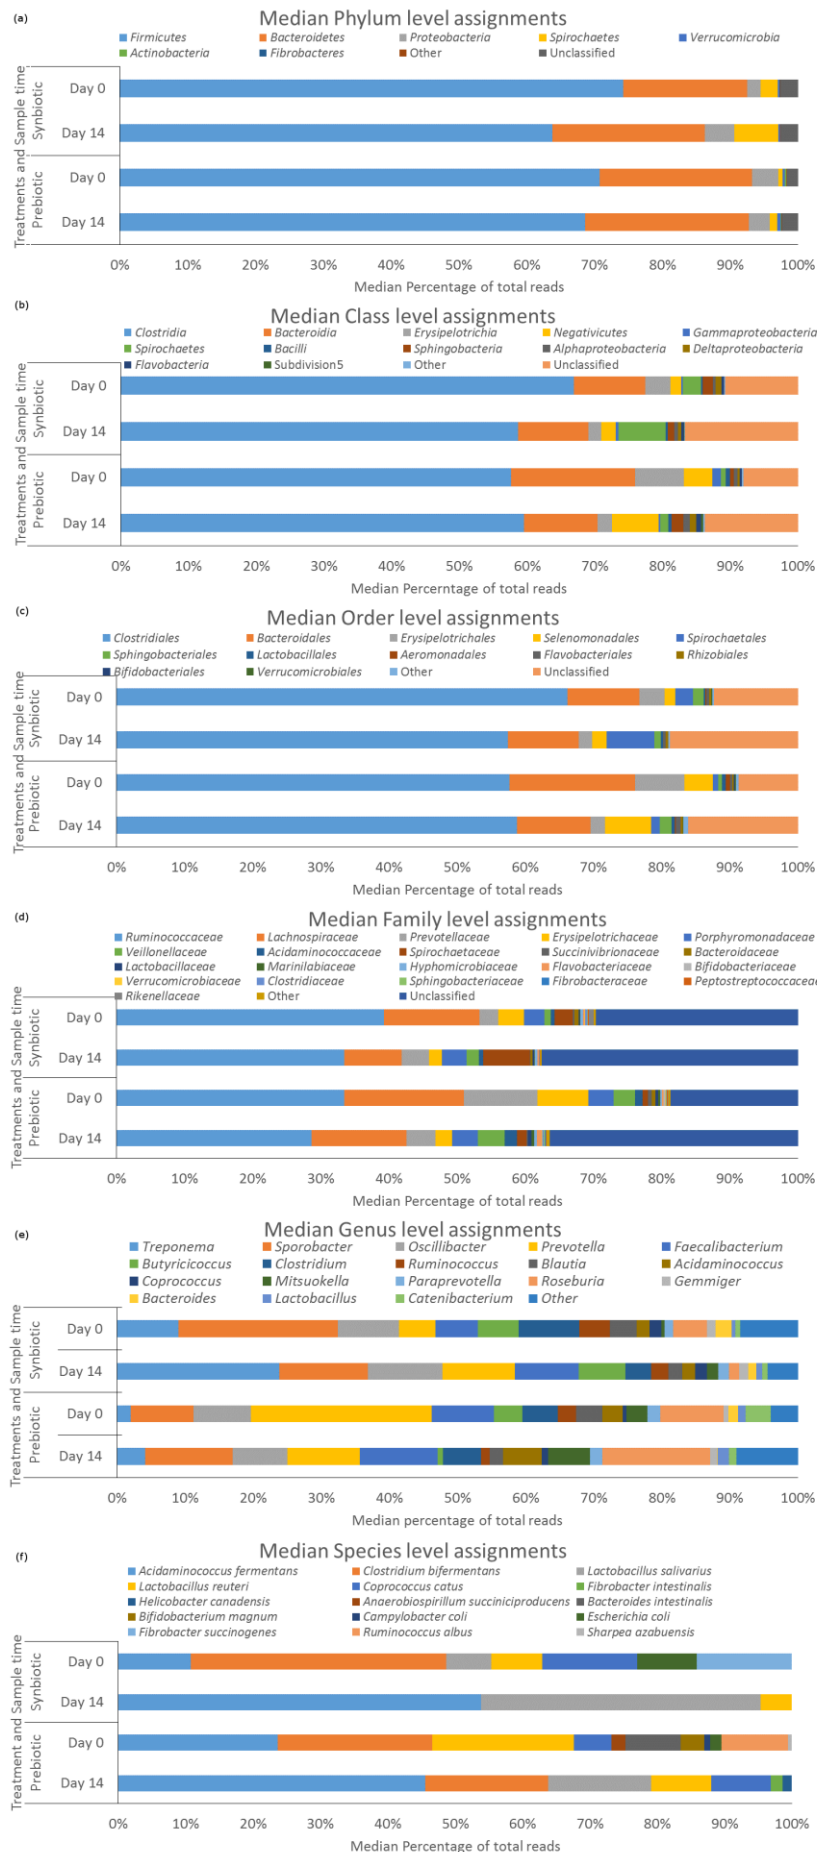 (a)
Median Phylum level assignments
Firmicutes Bacteroidetes Proteobacteria Spirochaetes Verrucomicrobia
Actinobacteria Fibrobacteres Other Unclassified
Treatments and Sample time
Synbiotic
Prebiotic
Day 0
Day 14
Day 0
Day 14
0% 10% 20% 30% 40% 50% 60% 70% 80% 90% 100%
Median Percentage of total reads
(b)
Median Class level assignments
Clostridia Bacteroidia Erysipelotrichia Negativicutes Gammaproteobacteria
Spirochaetes Bacilli Sphingobacteria Alphaproteobacteria Deltaproteobacteria
Flavobacteria Subdivision5 Other Unclassified
Treatments and Sample time
Synbiotic
Prebiotic
Day 0
Day 14
Day 0
Day 14
0% 10% 20% 30% 40% 50% 60% 70% 80% 90% 100%
Median Percentage of total reads
(c)
Median Order level assignments
Clostridiales Bacteroidales Erysipelotrichales Selenomonadales Spirochaetales
Sphingobacteriales Lactobacillales Aeromonadales Flavobacteriales Rhizobiales
Bifidobacteriales Verrucomicrobiales Other Unclassified
Treatments and Sample time
Synbiotic
Prebiotic
Day 0
Day 14
Day 0
Day 14
0% 10% 20% 30% 40% 50% 60% 70% 80% 90% 100%
Median Percentage of total reads
(d)
Median Family level assignments
Ruminococcaceae Lachnospiraceae Prevotellaceae Erysipelotrichaceae Porphyromonadaceae
Veillonellaceae Acidaminococcaceae Spirochaetaceae Succinivibrionaceae Bacteroidaceae
Lactobacillaceae Marinilabiaceae Hyphomicrobiaceae Flavobacteriaceae Bifidobacteriaceae
Verrucomicrobiaceae Clostridiaceae Sphingobacteriaceae Fibrobacteraceae Peptostreptococcaceae
Rikenellaceae Other Unclassified
Treatments and Sample time
Synbiotic
Prebiotic
Day 0
Day 14
Day 0
Day 14
0% 10% 20% 30% 40% 50% 60% 70% 80% 90% 100%
Median Percentage of total reads
(e)
Median Genus level assignments
Treponema Sporobacter Oscillibacter Prevotella Faecalibacterium
Butyricicoccus Clostridium Ruminococcus Blautia Acidaminococcus
Coprococcus Mitsuokella Paraprevotella Roseburia Gemmiger
Bacteroides Lactobacillus Catenibacterium Other
Treatments and Sample time
Synbiotic
Prebiotic
Day 0
Day 14
Day 0
Day 14
0% 10% 20% 30% 40% 50% 60% 70% 80% 90% 100%
Median percentage of total reads
(f)
Median Species level assignments
Acidaminococcus fermentans Clostridium bifermentans Lactobacillus salivarius
Lactobacillus reuteri Coprococcus catus Fibrobacter intestinalis
Helicobacter canadensis Anaerobiospirillum succiniciproducens Bacteroides intestinalis
Bifidobacterium magnum Campylobacter coli Escherichia coli
Fibrobacter succinogenes Ruminococcus albus Sharpea azabuensis
Treatment and Sample time
Synbiotic
Prebiotic
Day 0
Day 14
Day 0
Day 14
0% 10% 20% 30% 40% 50% 60% 70% 80% 90% 100%
Median Percentage of total reads